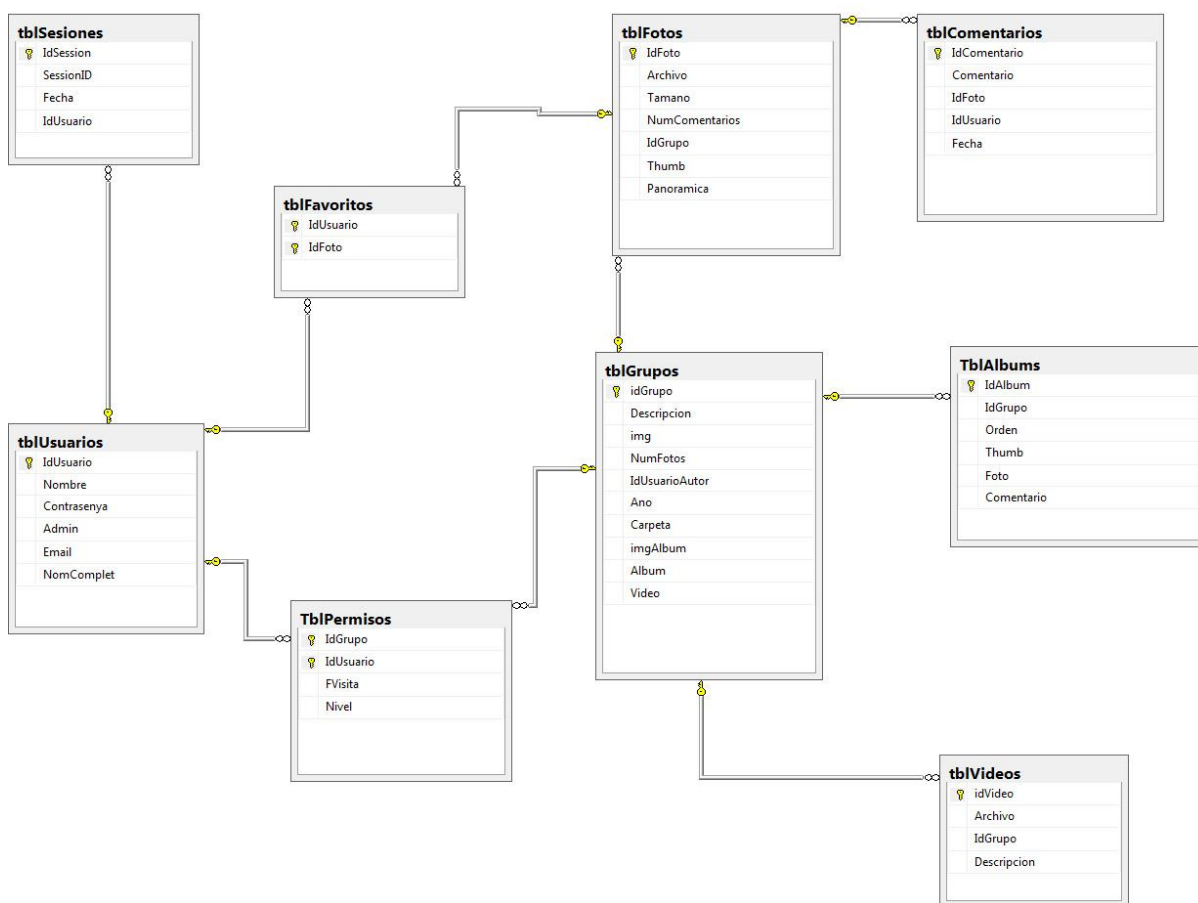 tblSesiones
IdSession
SessionID
Fecha
IdUsuario
tblFavoritos
IdUsuario
IdFoto
tblFotos
IdFoto
Archivo
Tamano
NumComentarios
IdGrupo
Thumb
Panoramica
tblComentarios
IdComentario
Comentario
IdFoto
IdUsuario
Fecha
tblUsuarios
IdUsuario
Nombre
Contrasenya
Admin
Email
NomComplet
TblPermisos
IdGrupo
IdUsuario
FVisita
Nivel
tblGrupos
idGrupo
Descripcion
img
NumFotos
IdUsuarioAutor
Ano
Carpeta
imgAlbum
Album
Video
TblAlbums
IdAlbum
IdGrupo
Orden
Thumb
Foto
Comentario
tblVideos
idVideo
Archivo
IdGrupo
Descripcion